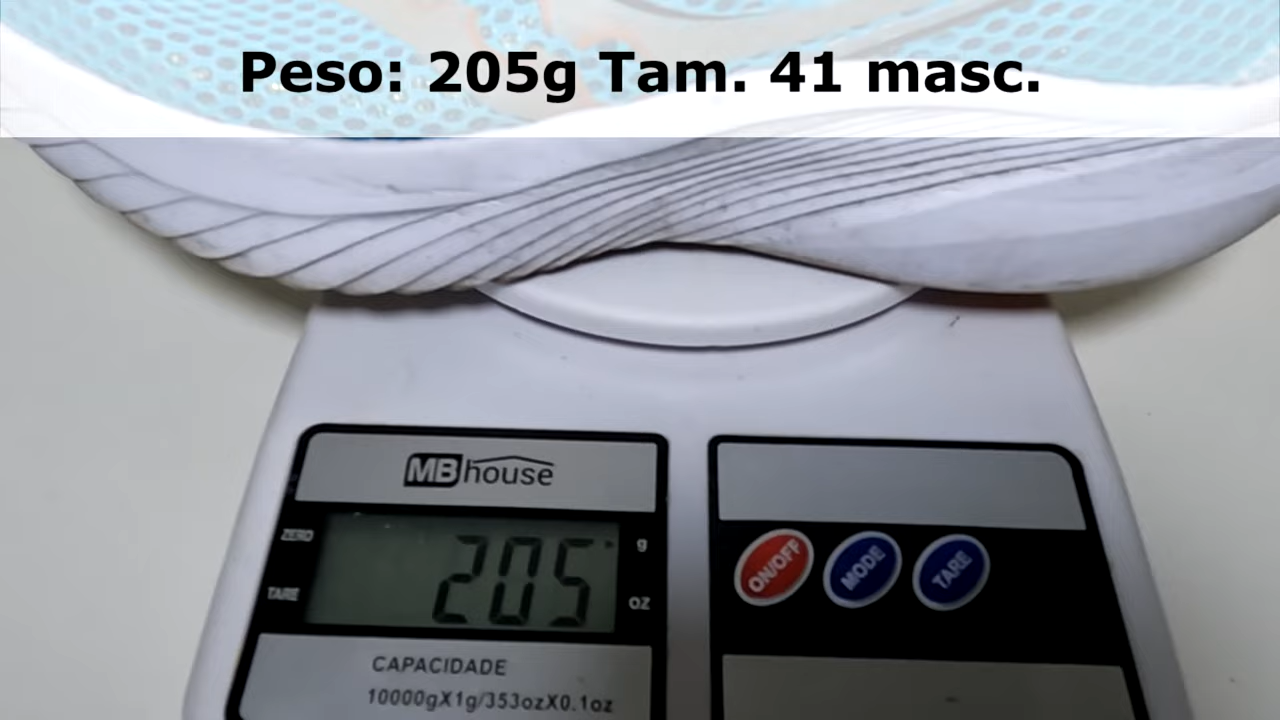 Peso: 205g Tam. 41 masc.
MBhouse
ZERO
205
g
TARE
oz
ON/OFF
MODE
TARE
CAPACIDADE
10000gX1g/353ozX0.1oz